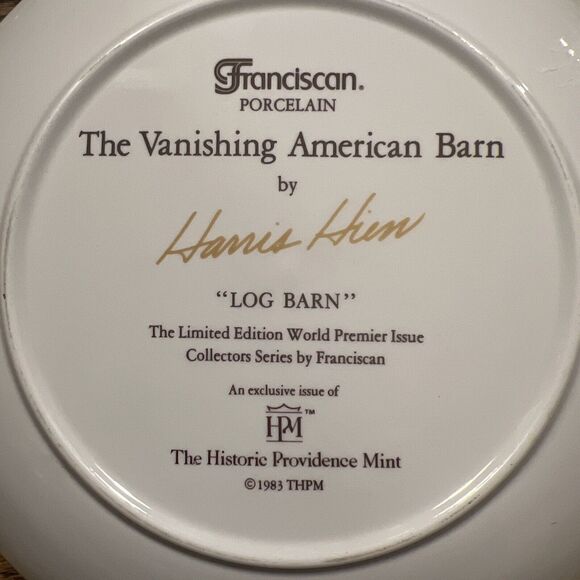 Franciscan.
PORCELAIN
The Vanishing American Barn
by
Harris Hien
“LOG BARN”
The Limited Edition World Premier Issue
Collectors Series by Franciscan
An exclusive issue of
HPM™
The Historic Providence Mint
©1983 THPM